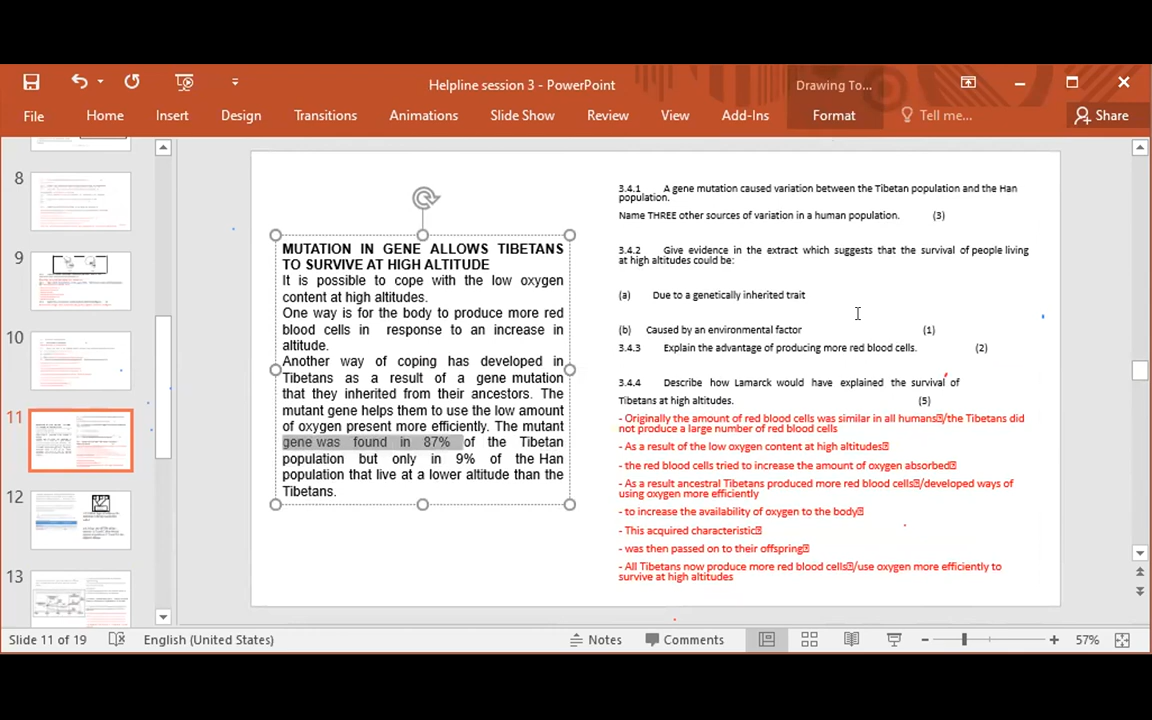 Helpline session 3 - PowerPoint
Drawing To...
File
Home
Insert
Design
Transitions
Animations
Slide Show
Review
View
Add-Ins
Format
Tell me...
Share
8
9
10
11
12
13
MUTATION IN GENE ALLOWS TIBETANS
TO SURVIVE AT HIGH ALTITUDE
It is possible to cope with the low oxygen
content at high altitudes.
One way is for the body to produce more red
blood cells in response to an increase in
altitude.
Another way of coping has developed in
Tibetans as a result of a gene mutation
that they inherited from their ancestors. The
mutant gene helps them to use the low amount
of oxygen present more efficiently. The mutant
gene was found in 87% of the Tibetan
population but only in 9% of the Han
population that live at a lower altitude than the
Tibetans.
3.4.1 A gene mutation caused variation between the Tibetan population and the Han
population.
Name THREE other sources of variation in a human population. (3)
3.4.2 Give evidence in the extract which suggests that the survival of people living
at high altitudes could be:
(a) Due to a genetically inherited trait
(b) Caused by an environmental factor (1)
3.4.3 Explain the advantage of producing more red blood cells. (2)
3.4.4 Describe how Lamarck would have explained the survival of
Tibetans at high altitudes. (5)
- Originally the amount of red blood cells was similar in all humans/the Tibetans did
not produce a large number of red blood cells
- As a result of the low oxygen content at high altitudes
- the red blood cells tried to increase the amount of oxygen absorbed
- As a result ancestral Tibetans produced more red blood cells/developed ways of
using oxygen more efficiently
- to increase the availability of oxygen to the body
- This acquired characteristic
- was then passed on to their offspring
- All Tibetans now produce more red blood cells/use oxygen more efficiently to
survive at high altitudes
Slide 11 of 19
English (United States)
Notes
Comments
57%